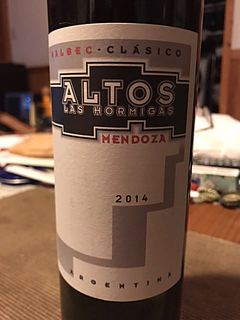 MALBEC · CLÁSICO
ALTOS
LAS HORMIGAS
MENDOZA
2014
ARGENTINA